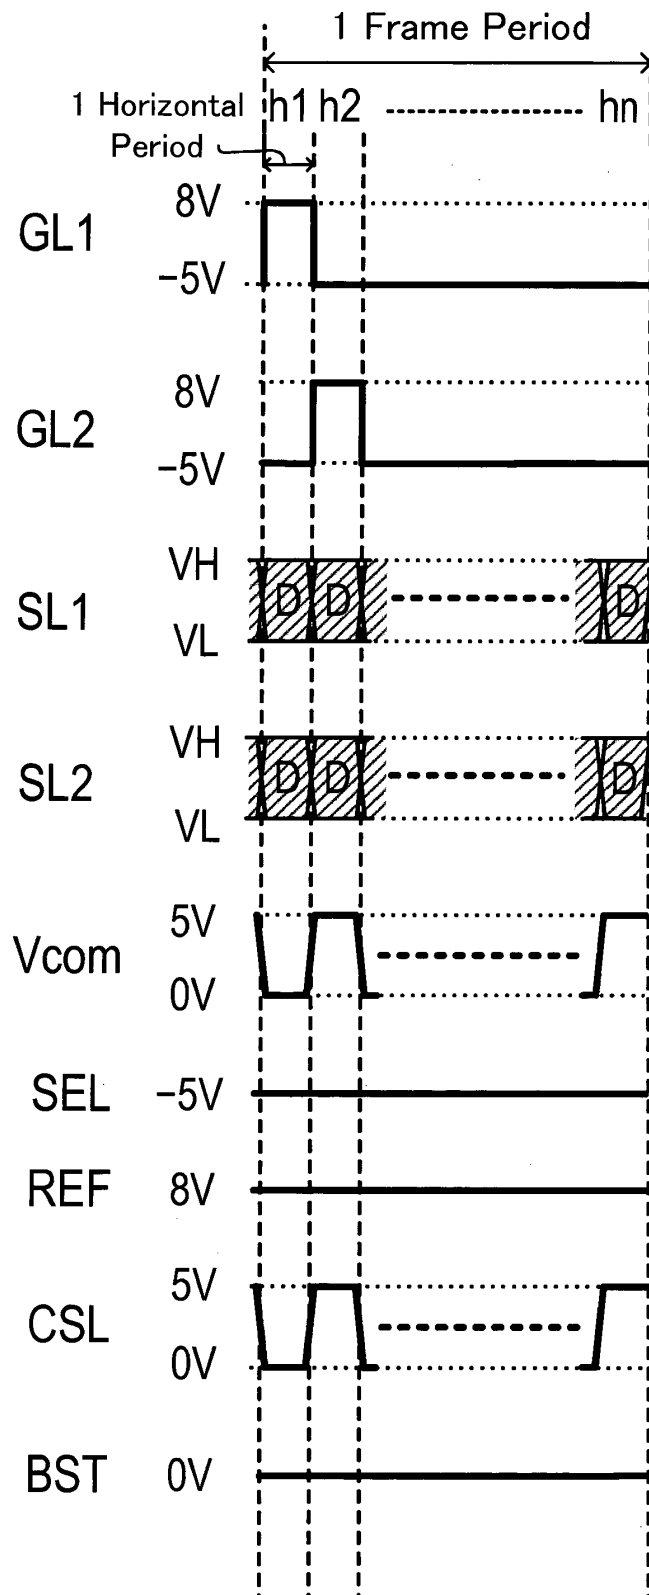 1 Frame Period
1 Horizontal Period
h1 h2 hn
GL1 8V -5V
GL2 8V -5V
SL1 VH VL D D D
SL2 VH VL D D D
Vcom 5V 0V
SEL -5V
REF 8V
CSL 5V 0V
BST 0V